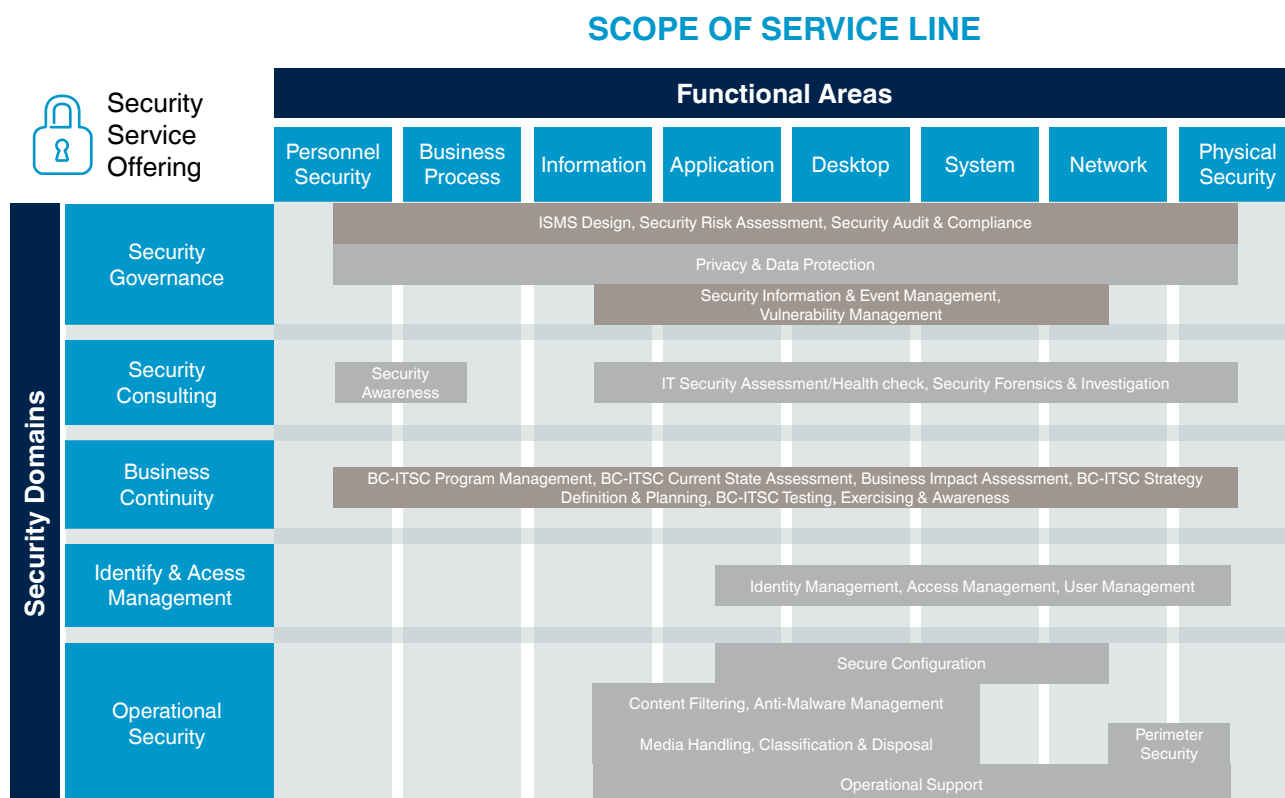 SCOPE OF SERVICE LINE
Security
Service
Offering
Functional Areas
Personnel
Security
Business
Process
Information
Application
Desktop
System
Network
Physical
Security
Security Domains
Security
Governance
ISMS Design, Security Risk Assessment, Security Audit & Compliance
Privacy & Data Protection
Security Information & Event Management,
Vulnerability Management
Security
Consulting
Security
Awareness
IT Security Assessment/Health check, Security Forensics & Investigation
Business
Continuity
BC-ITSC Program Management, BC-ITSC Current State Assessment, Business Impact Assessment, BC-ITSC Strategy
Definition & Planning, BC-ITSC Testing, Exercising & Awareness
Identify & Acess
Management
Identity Management, Access Management, User Management
Operational
Security
Secure Configuration
Content Filtering, Anti-Malware Management
Media Handling, Classification & Disposal
Perimeter
Security
Operational Support